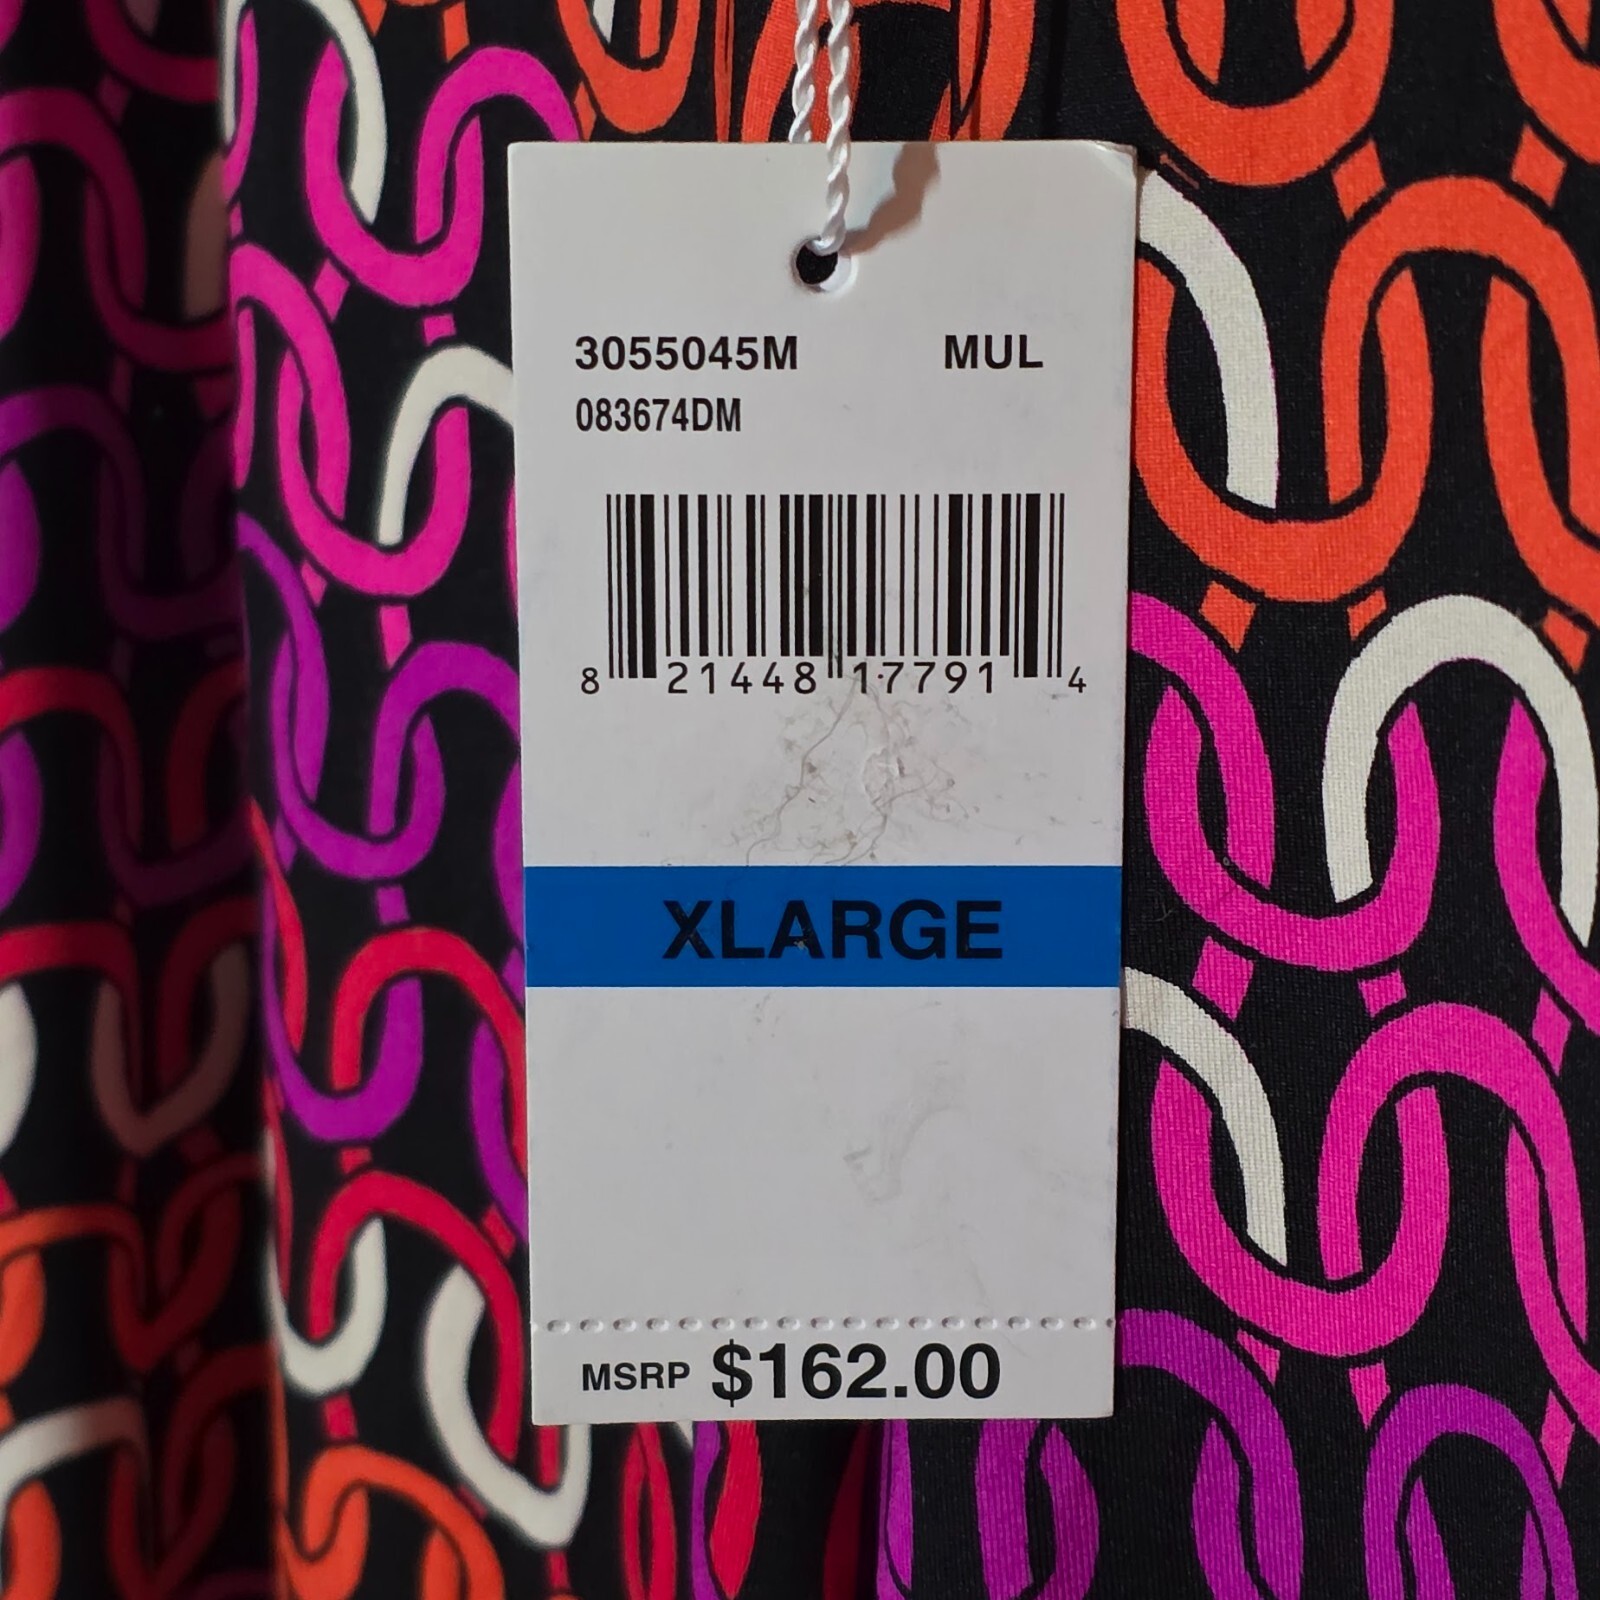 3055045M MUL
083674DM
8 21448 17791 4
XLARGE
MSRP $162.00